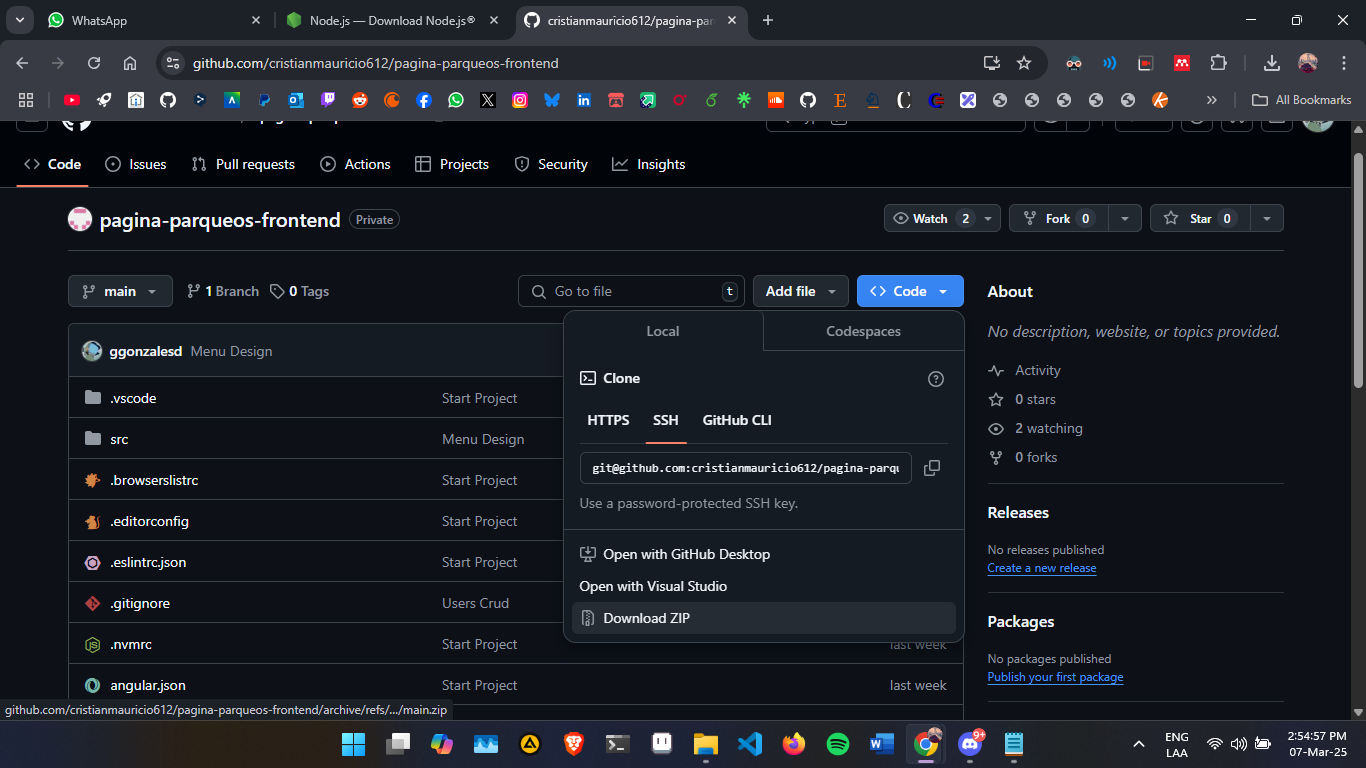 WhatsApp
Node.js — Download Node.js®
cristianmauricio612/pagina-par
github.com/cristianmauricio612/pagina-parqueos-frontend
All Bookmarks
Code
Issues
Pull requests
Actions
Projects
Security
Insights
pagina-parqueos-frontend
Private
Watch 2
Fork 0
Star 0
main
1 Branch
0 Tags
Go to file
t
Add file
Code
About
No description, website, or topics provided.
Local
Codespaces
ggonzalesd Menu Design
Activity
Clone
.vscode Start Project
0 stars
HTTPS
SSH
GitHub CLI
2 watching
src Menu Design
0 forks
git@github.com:cristianmauricio612/pagina-parqu
.browserslistrc Start Project
Use a password-protected SSH key.
Releases
.editorconfig Start Project
No releases published
Open with GitHub Desktop
.eslintrc.json Start Project
Create a new release
Open with Visual Studio
.gitignore Users Crud
Download ZIP
Packages
.nvmrc Start Project last week
No packages published
Publish your first package
angular.json Start Project last week
github.com/cristianmauricio612/pagina-parqueos-frontend/archive/refs/.../main.zip
9+
ENG
LAA
2:54:57 PM
07-Mar-25